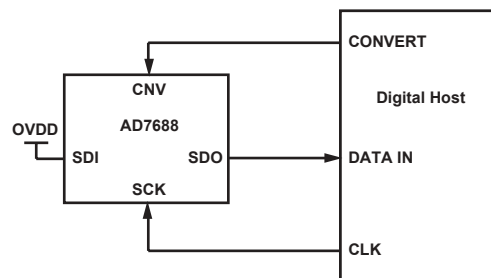 CONVERT
CNV
Digital Host
AD7688
OVDD
SDI
SDO
DATA IN
SCK
CLK